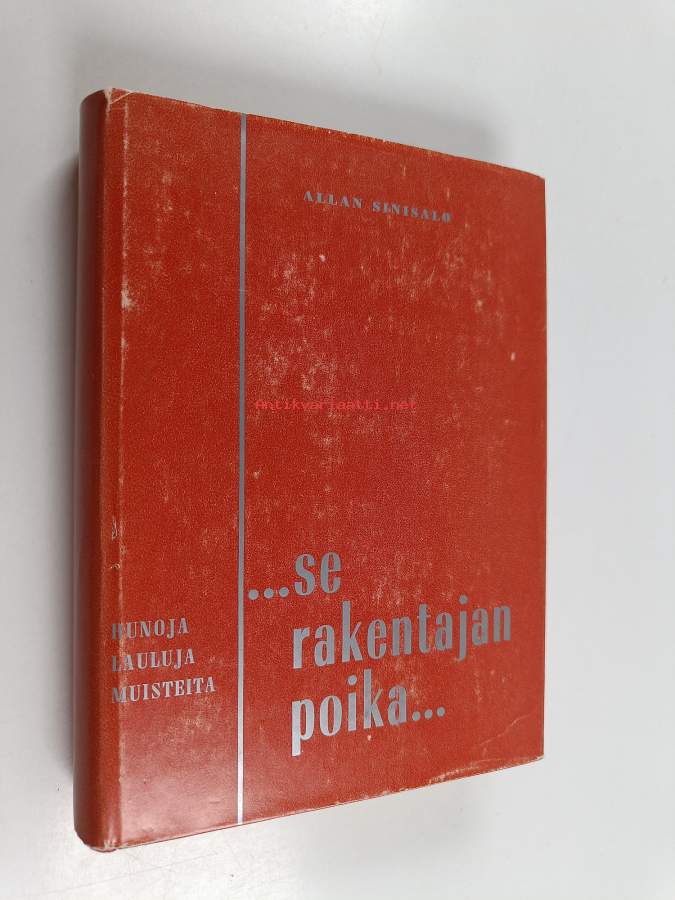 ALLAN SINISALO
Antikvariaatti.net
...se
rakentajan
poika...
RUNOJA
LAULUJA
MUISTEITA